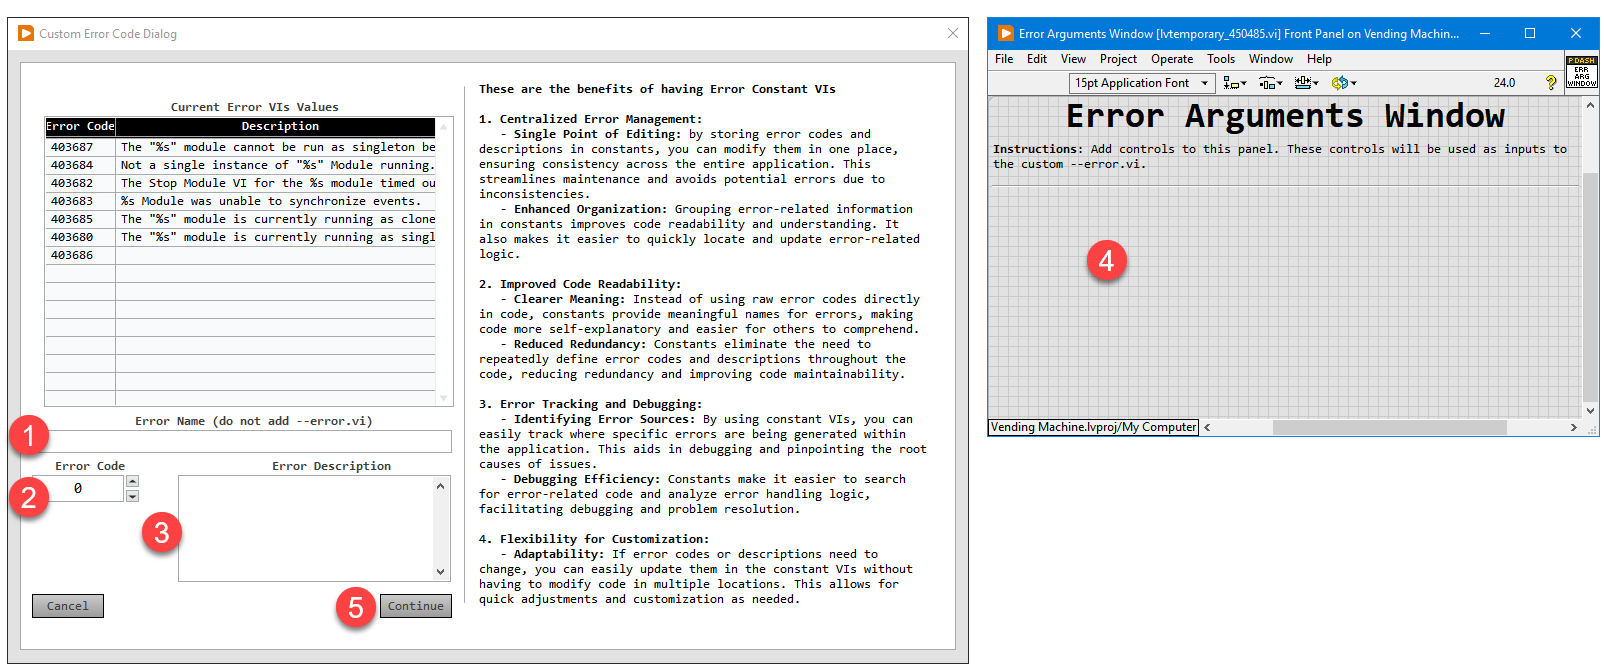 Custom Error Code Dialog
Current Error VIs Values
Error Code Description
403687 The "%s" module cannot be run as singleton be
403684 Not a single instance of "%s" Module running.
403682 The Stop Module VI for the %s module timed ou
403683 %s Module was unable to synchronize events.
403685 The "%s" module is currently running as clone
403680 The "%s" module is currently running as singl
403686
1
Error Name (do not add --error.vi)
Error Code
2
0
Error Description
3
Cancel
5
Continue
These are the benefits of having Error Constant VIs
1. Centralized Error Management:
- Single Point of Editing: by storing error codes and
descriptions in constants, you can modify them in one place,
ensuring consistency across the entire application. This
streamlines maintenance and avoids potential errors due to
inconsistencies.
- Enhanced Organization: Grouping error-related information
in constants improves code readability and understanding. It
also makes it easier to quickly locate and update error-related
logic.
2. Improved Code Readability:
- Clearer Meaning: Instead of using raw error codes directly
in code, constants provide meaningful names for errors, making
code more self-explanatory and easier for others to comprehend.
- Reduced Redundancy: Constants eliminate the need to
repeatedly define error codes and descriptions throughout the
code, reducing redundancy and improving code maintainability.
3. Error Tracking and Debugging:
- Identifying Error Sources: By using constant VIs, you can
easily track where specific errors are being generated within
the application. This aids in debugging and pinpointing the root
causes of issues.
- Debugging Efficiency: Constants make it easier to search
for error-related code and analyze error handling logic,
facilitating debugging and problem resolution.
4. Flexibility for Customization:
- Adaptability: If error codes or descriptions need to
change, you can easily update them in the constant VIs without
having to modify code in multiple locations. This allows for
quick adjustments and customization as needed.
Error Arguments Window [lvtemporary_450485.vi] Front Panel on Vending Machin...
File Edit View Project Operate Tools Window Help
15pt Application Font
24.0
?
PDASH
ERR
ARG
WINDOW
Error Arguments Window
Instructions: Add controls to this panel. These controls will be used as inputs to
the custom --error.vi.
4
Vending Machine.lvproj/My Computer